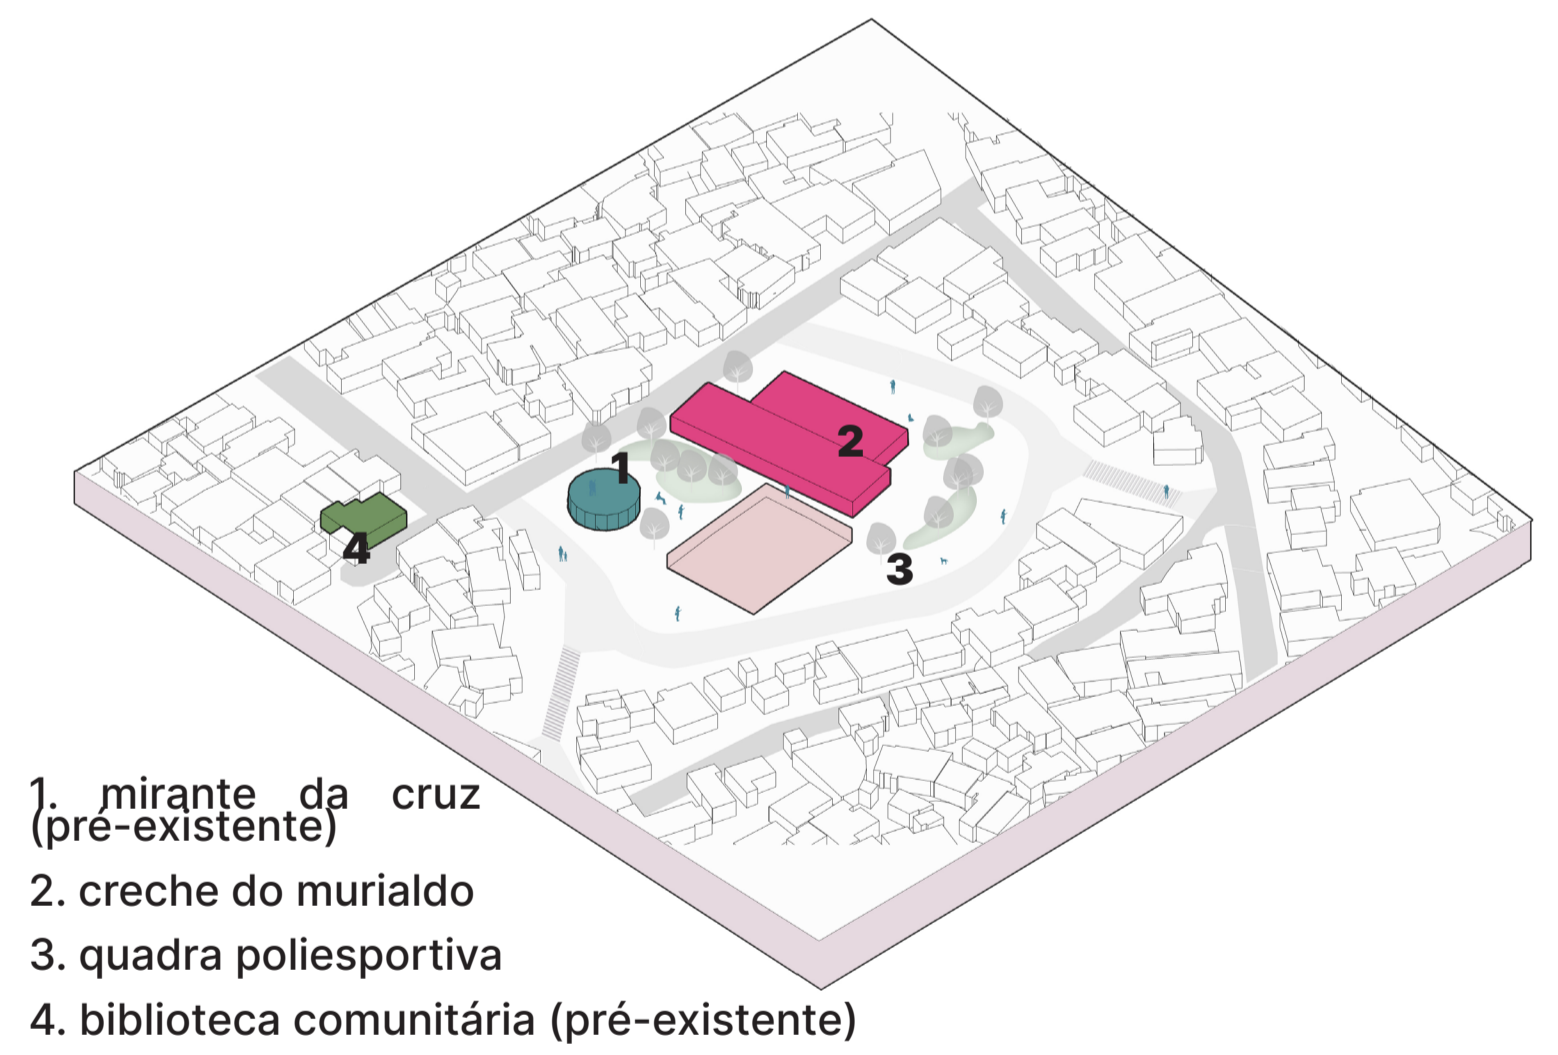 1
2
3
4
1. mirante da cruz
(pré-existente)
2. creche do murialdo
3. quadra poliesportiva
4. biblioteca comunitária (pré-existente)